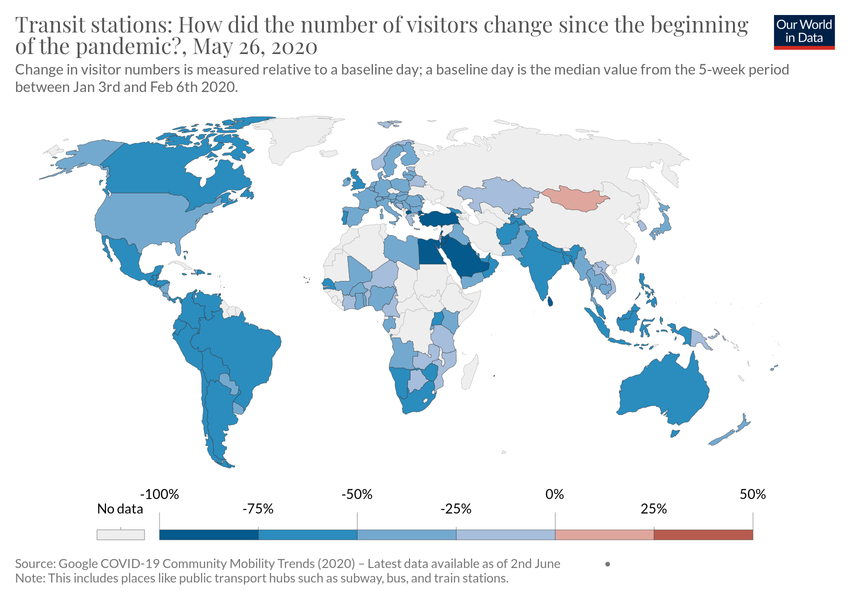 Transit stations: How did the number of visitors change since the beginning
of the pandemic?, May 26, 2020
Our World
in Data
Change in visitor numbers is measured relative to a baseline day; a baseline day is the median value from the 5-week period
between Jan 3rd and Feb 6th 2020.
-100% -50% 0% 50%
No data -75% -25% 25%
Source: Google COVID-19 Community Mobility Trends (2020) – Latest data available as of 2nd June
Note: This includes places like public transport hubs such as subway, bus, and train stations.